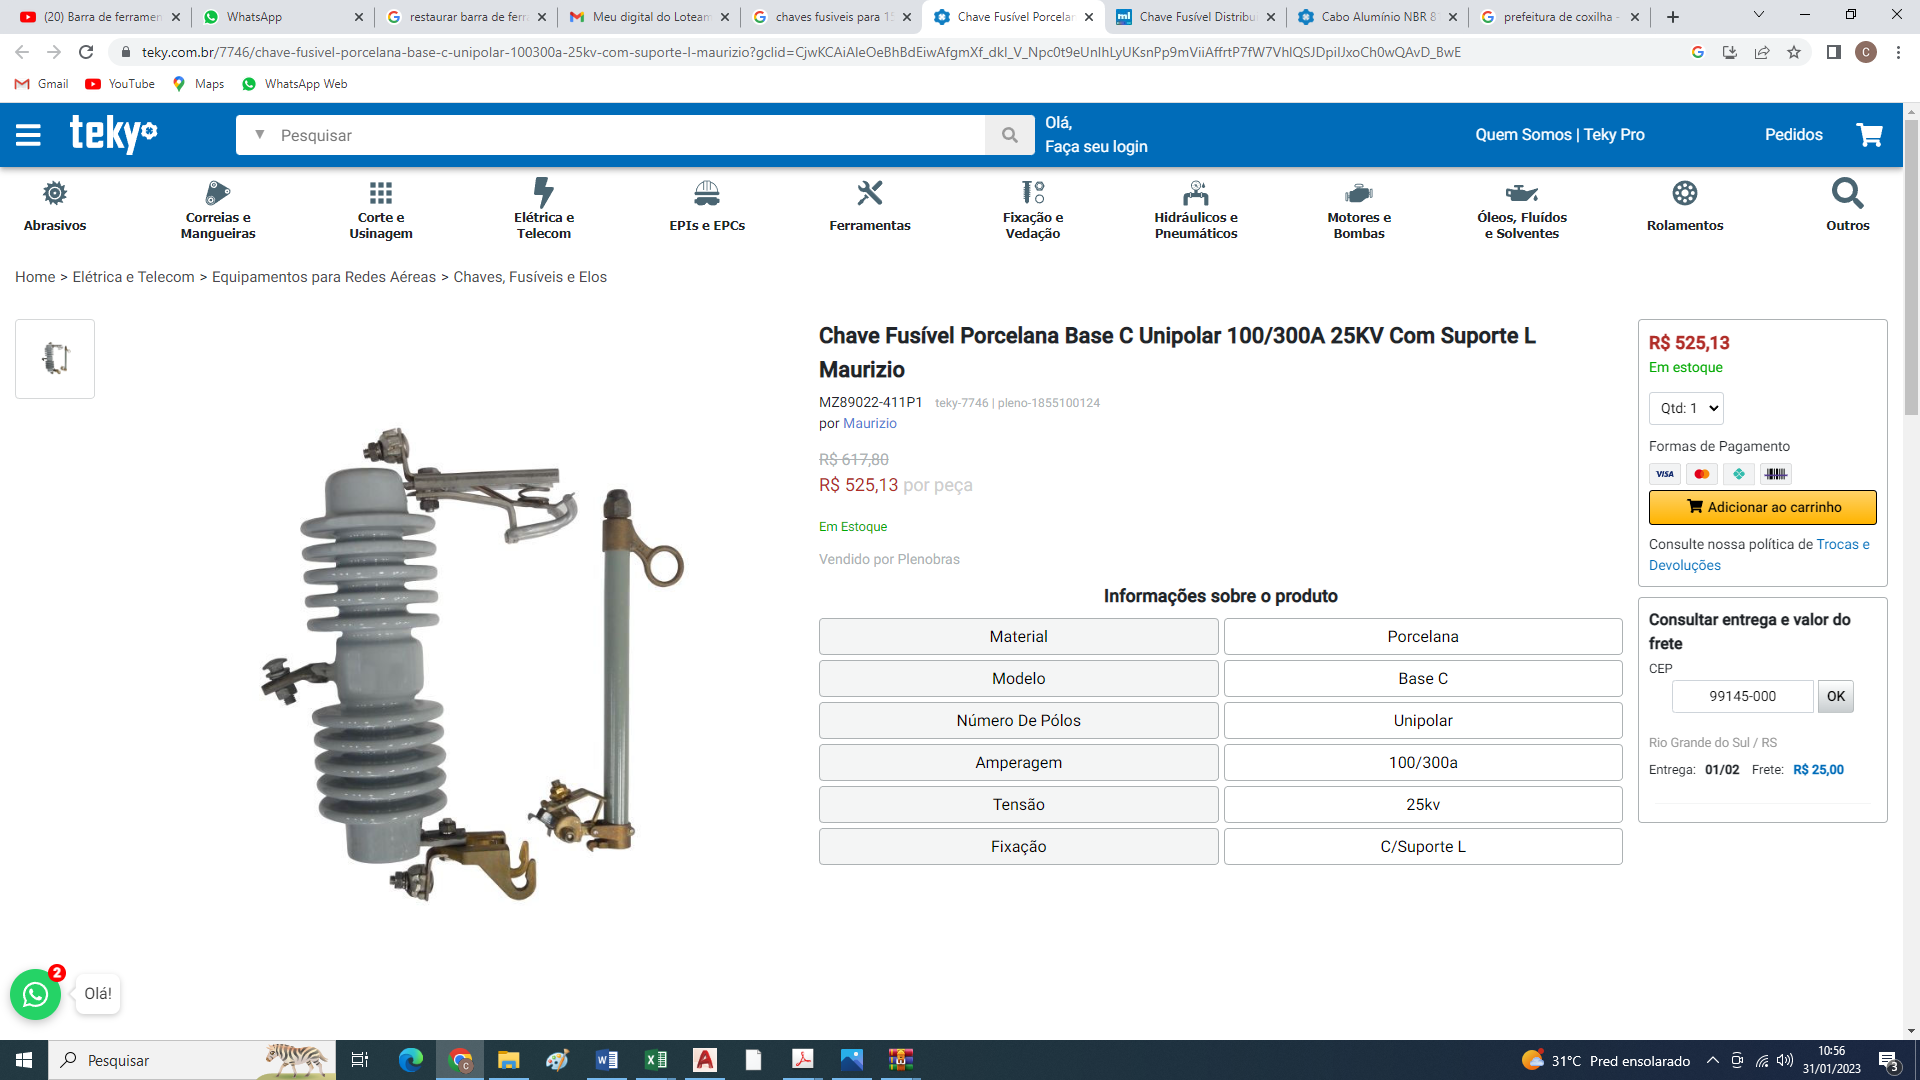 (20) Barra de ferramen
WhatsApp
restaurar barra de ferra
Meu digital do Loteam
chaves fusiveis para 15
Chave Fusível Porcelan
Chave Fusível Distribu
Cabo Alumínio NBR 8
prefeitura de coxilha -
teky.com.br/7746/chave-fusivel-porcelana-base-c-unipolar-100300a-25kv-com-suporte-l-maurizio?gclid=CjwKCAiAleOeBhBdEiwAfgmXf_dkl_V_Npc0t9eUnlhLyUKsnPp9mViiAffrtP7fW7VhlQSJDpilJxoCh0wQAvD_BwE
C
Gmail
YouTube
Maps
WhatsApp Web
teky
Pesquisar
Olá,
Faça seu login
Quem Somos | Teky Pro
Pedidos
Abrasivos
Correias e
Mangueiras
Corte e
Usinagem
Elétrica e
Telecom
EPIs e EPCs
Ferramentas
Fixação e
Vedação
Hidráulicos e
Pneumáticos
Motores e
Bombas
Óleos, Fluídos
e Solventes
Rolamentos
Outros
Home > Elétrica e Telecom > Equipamentos para Redes Aéreas > Chaves, Fusíveis e Elos
Chave Fusível Porcelana Base C Unipolar 100/300A 25KV Com Suporte L
Maurizio
MZ89022-411P1 teky-7746 | pleno-1855100124
por Maurizio
R$ 617,80
R$ 525,13 por peça
Em Estoque
Vendido por Plenobras
Informações sobre o produto
Material Porcelana
Modelo Base C
Número De Pólos Unipolar
Amperagem 100/300a
Tensão 25kv
Fixação C/Suporte L
R$ 525,13
Em estoque
Qtd: 1
Formas de Pagamento
VISA
Adicionar ao carrinho
Consulte nossa política de Trocas e
Devoluções
Consultar entrega e valor do
frete
CEP
99145-000 OK
Rio Grande do Sul / RS
Entrega: 01/02 Frete: R$ 25,00
2
Olá!
Pesquisar
31°C Pred ensolarado
10:56
31/01/2023
3